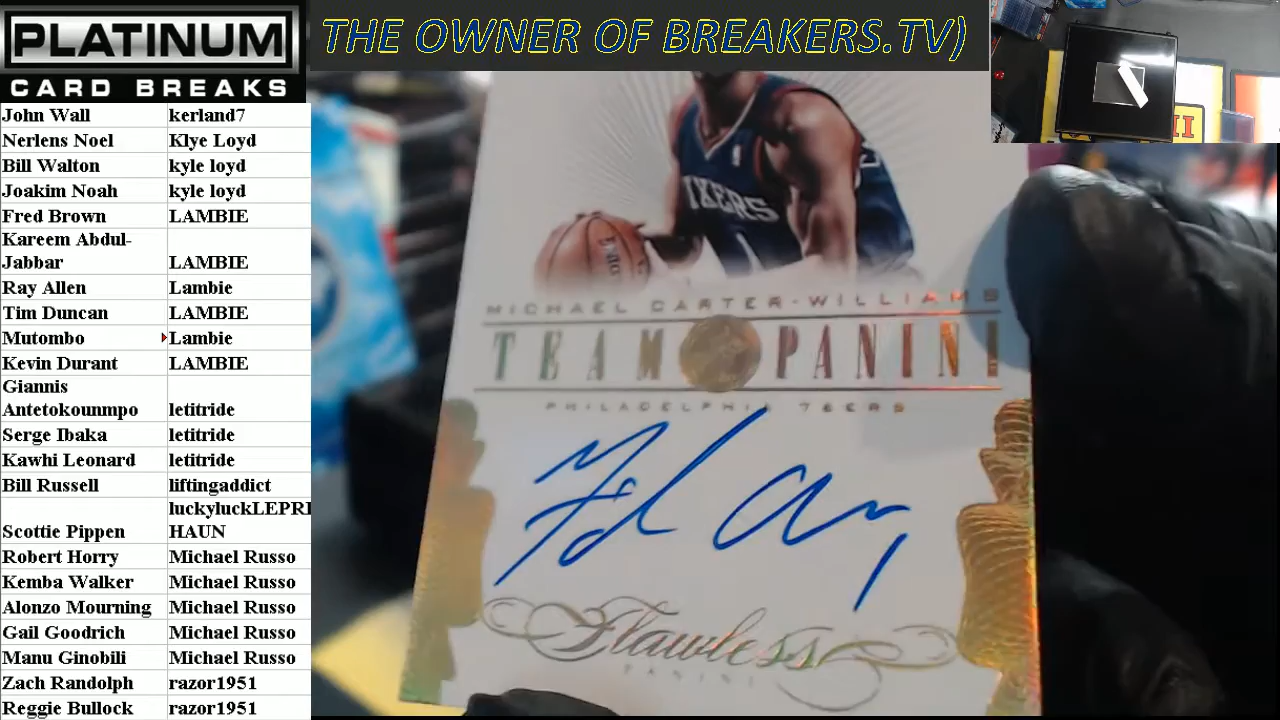 PLATINUM
CARD BREAKS
THE OWNER OF BREAKERS.TV)
John Wall kerland7
Nerlens Noel Klye Loyd
Bill Walton kyle loyd
Joakim Noah kyle loyd
Fred Brown LAMBIE
Kareem Abdul-
Jabbar LAMBIE
Ray Allen Lambie
Tim Duncan LAMBIE
Mutombo Lambie
Kevin Durant LAMBIE
Giannis
Antetokounmpo letitride
Serge Ibaka letitride
Kawhi Leonard letitride
Bill Russell liftingaddict
luckyluckLEPRI
Scottie Pippen HAUN
Robert Horry Michael Russo
Kemba Walker Michael Russo
Alonzo Mourning Michael Russo
Gail Goodrich Michael Russo
Manu Ginobili Michael Russo
Zach Randolph razor1951
Reggie Bullock razor1951
IXERS
MICHAEL CARTER-WILLIAMS
TEAM PANINI
PHILADELPHIA 76ERS
Flawless
PANINI